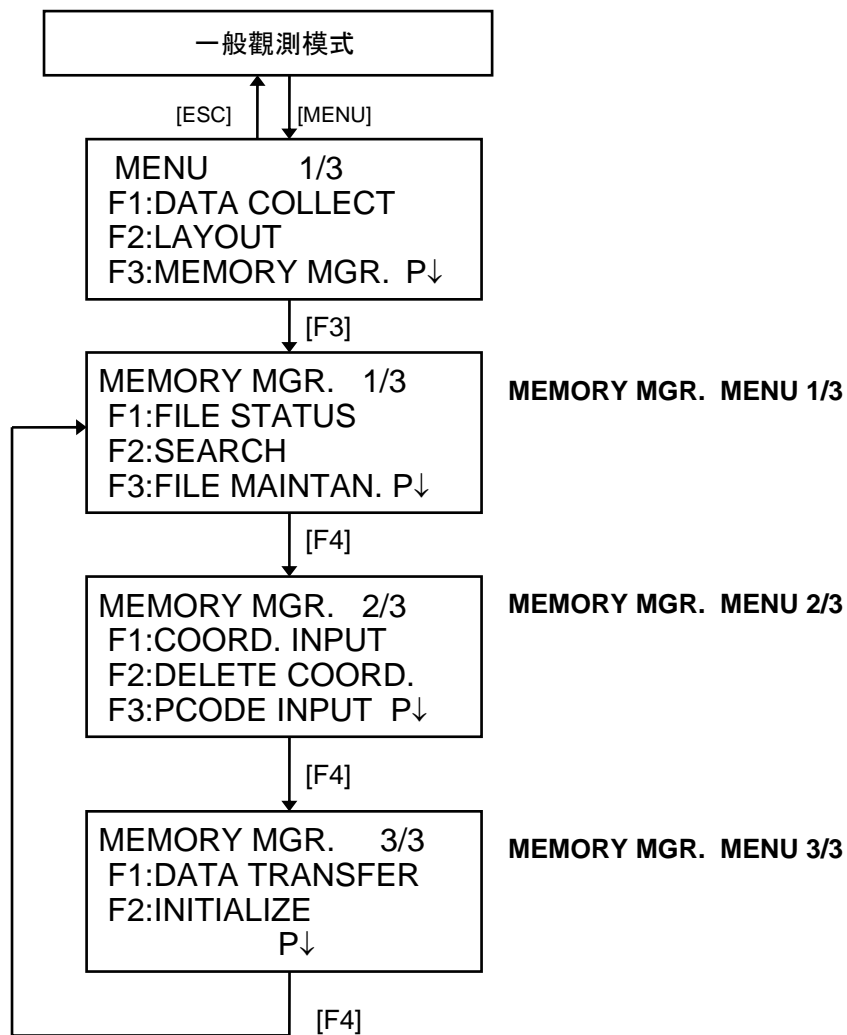 一般觀測模式
[ESC] [MENU]
MENU 1/3
F1:DATA COLLECT
F2:LAYOUT
F3:MEMORY MGR. P↓
[F3]
MEMORY MGR. 1/3
F1:FILE STATUS
F2:SEARCH
F3:FILE MAINTAN. P↓
MEMORY MGR. MENU 1/3
[F4]
MEMORY MGR. 2/3
F1:COORD. INPUT
F2:DELETE COORD.
F3:PCODE INPUT P↓
MEMORY MGR. MENU 2/3
[F4]
MEMORY MGR. 3/3
F1:DATA TRANSFER
F2:INITIALIZE
P↓
MEMORY MGR. MENU 3/3
[F4]